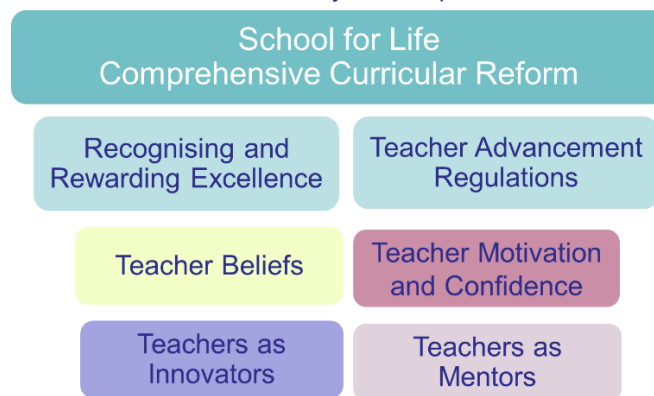 School for Life
Comprehensive Curricular Reform
Recognising and
Rewarding Excellence
Teacher Advancement
Regulations
Teacher Beliefs
Teacher Motivation
and Confidence
Teachers as
Innovators
Teachers as
Mentors